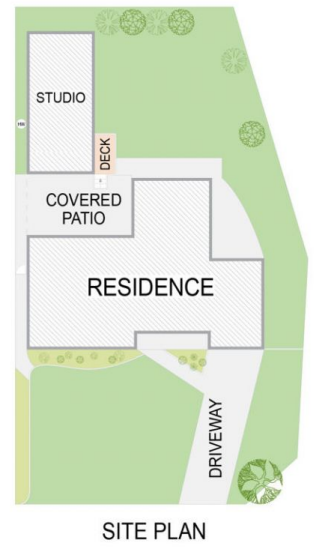 STUDIO
DECK
COVERED
PATIO
RESIDENCE
DRIVEWAY
SITE PLAN